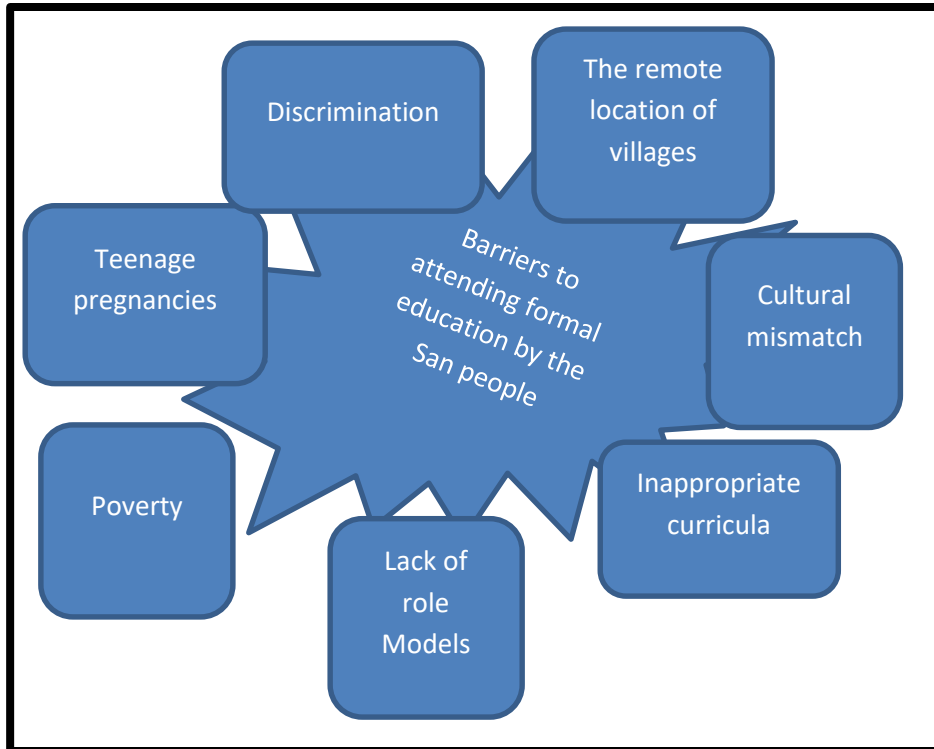 Discrimination
The remote
location of
villages
Teenage
pregnancies
Barriers to
attending formal
education by the
San people
Cultural
mismatch
Poverty
Inappropriate
curricula
Lack of
role
Models